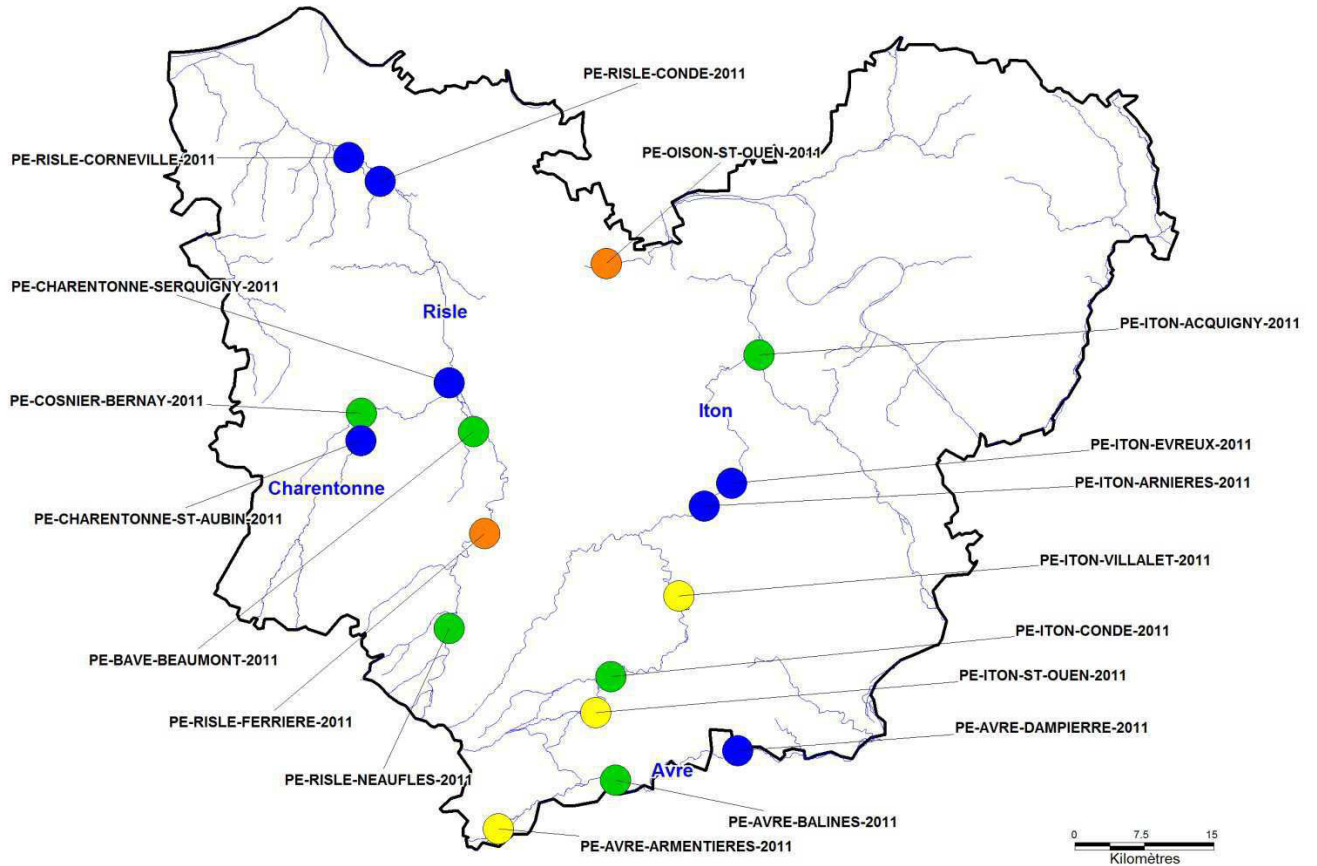 PE-RISLE-CONDE-2011
PE-RISLE-CORNEVILLE-2011
PE-OISON-ST-OUEN-2011
PE-CHARENTONNE-SERQUIGNY-2011
Risle
PE-ITON-ACQUIGNY-2011
PE-COSNIER-BERNAY-2011
Iton
PE-ITON-EVREUX-2011
PE-ITON-ARNIERES-2011
Charentonne
PE-CHARENTONNE-ST-AUBIN-2011
PE-ITON-VILLALET-2011
PE-ITON-CONDE-2011
PE-BAVE-BEAUMONT-2011
PE-ITON-ST-OUEN-2011
PE-RISLE-FERRIERE-2011
PE-AVRE-DAMPIERRE-2011
Avre
PE-RISLE-NEAUFLES-2011
PE-AVRE-BALINES-2011
PE-AVRE-ARMENTIERES-2011
0 7.5 15
Kilomètres